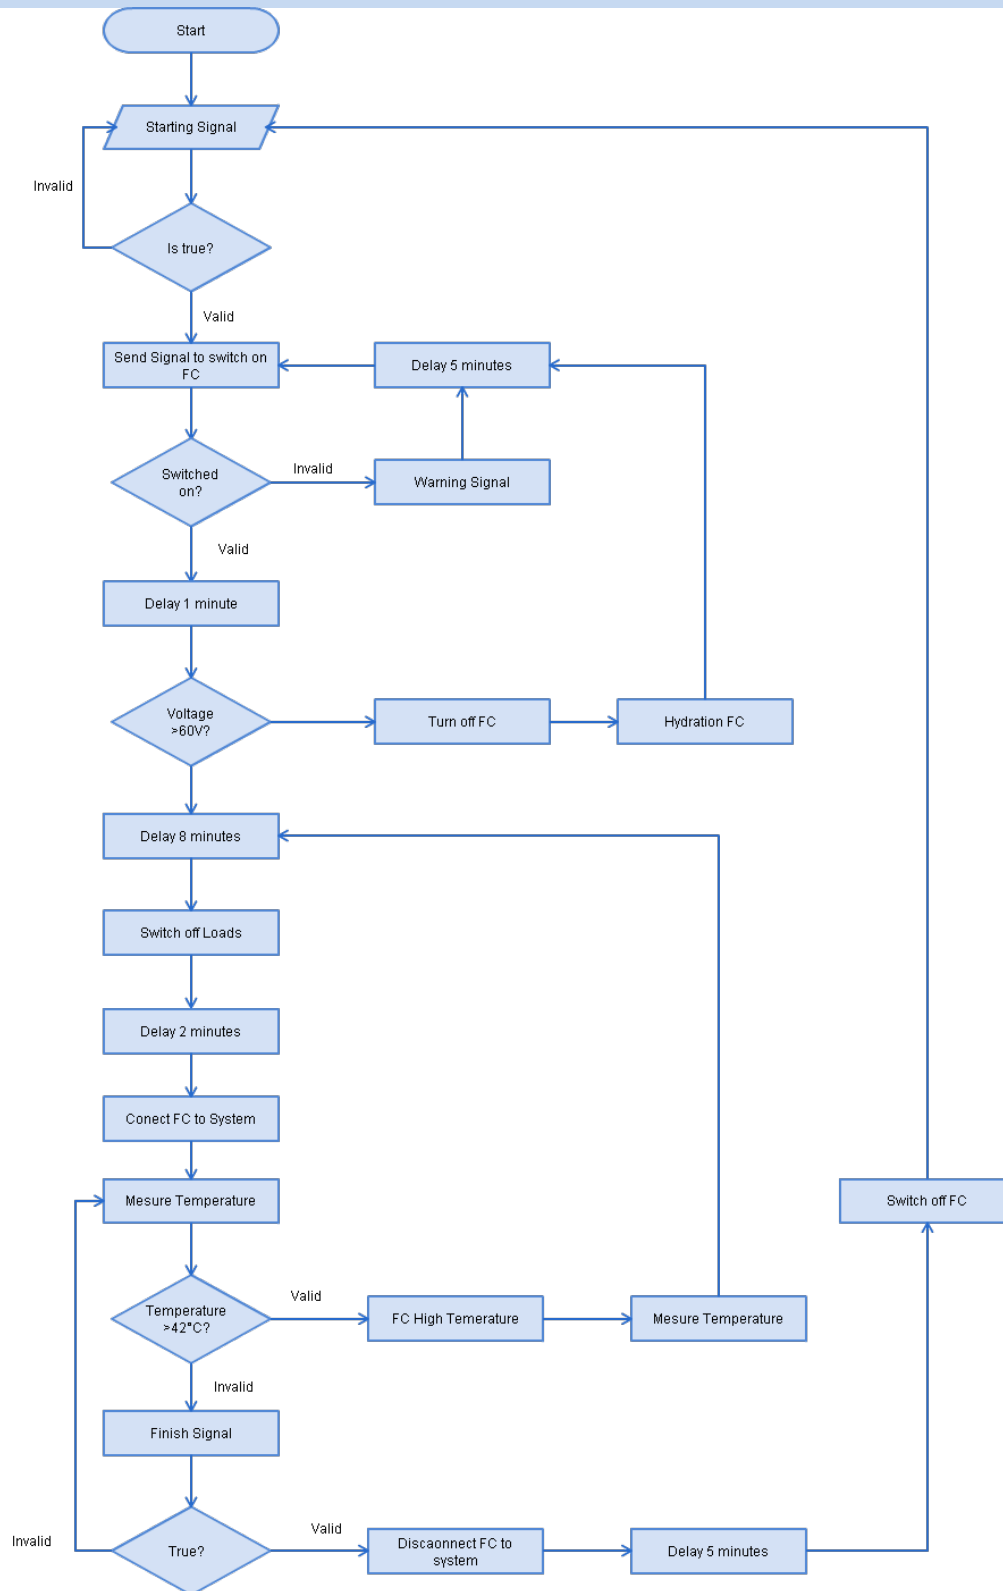 Start
Starting Signal
Invalid
Is true?
Valid
Send Signal to switch on
FC
Delay 5 minutes
Switched
on?
Invalid
Warning Signal
Valid
Delay 1 minute
Voltage
>60V?
Turn off FC
Hydration FC
Delay 8 minutes
Switch off Loads
Delay 2 minutes
Conect FC to System
Mesure Temperature
Switch off FC
Temperature
>42°C?
Valid
FC High Temerature
Mesure Temperature
Invalid
Finish Signal
Invalid
True?
Valid
Discaonnect FC to
system
Delay 5 minutes